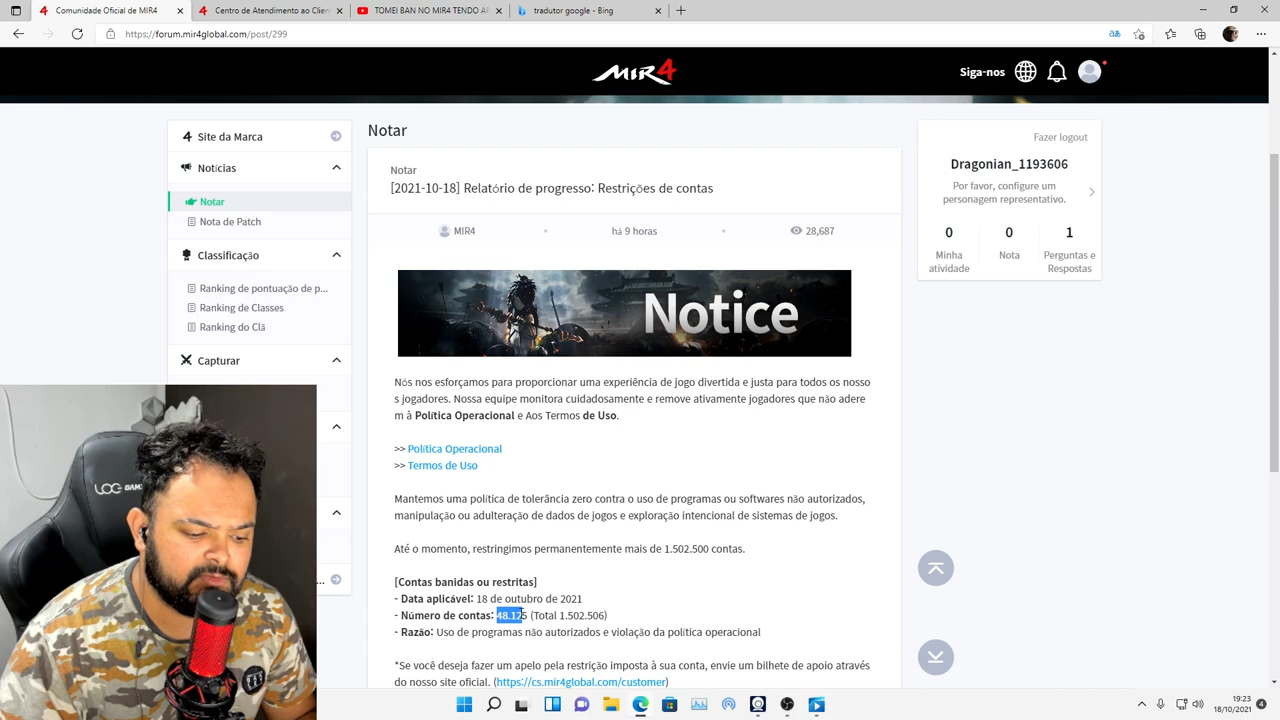 Comunidade Oficial de MIR4
Centro de Atendimento ao Clien
TOMEI BAN NO MIR4 TENDO A
tradutor google - Bing
https://forum.mir4global.com/post/299
MIR4
Siga-nos
Site da Marca
Notícias
Notar
Nota de Patch
Classificação
Ranking de pontuação de p...
Ranking de Classes
Ranking do Clã
Capturar
...
Notar
Notar
[2021-10-18] Relatório de progresso: Restrições de contas
MIR4
há 9 horas
28,687
Notice
Nós nos esforçamos para proporcionar uma experiência de jogo divertida e justa para todos os nosso
s jogadores. Nossa equipe monitora cuidadosamente e remove ativamente jogadores que não adere
m à Política Operacional e Aos Termos de Uso.
>> Política Operacional
>> Termos de Uso
Mantemos uma política de tolerância zero contra o uso de programas ou softwares não autorizados,
manipulação ou adulteração de dados de jogos e exploração intencional de sistemas de jogos.
Até o momento, restringimos permanentemente mais de 1.502.500 contas.
[Contas banidas ou restritas]
- Data aplicável: 18 de outubro de 2021
- Número de contas: 48.125 (Total 1.502.506)
- Razão: Uso de programas não autorizados e violação da política operacional
*Se você deseja fazer um apelo pela restrição imposta à sua conta, envie um bilhete de apoio através
do nosso site oficial. (https://cs.mir4global.com/customer)
Fazer logout
Dragonian_1193606
Por favor, configure um
personagem representativo.
0
0
1
Minha
atividade
Nota
Perguntas e
Respostas
19:23
18/10/2021